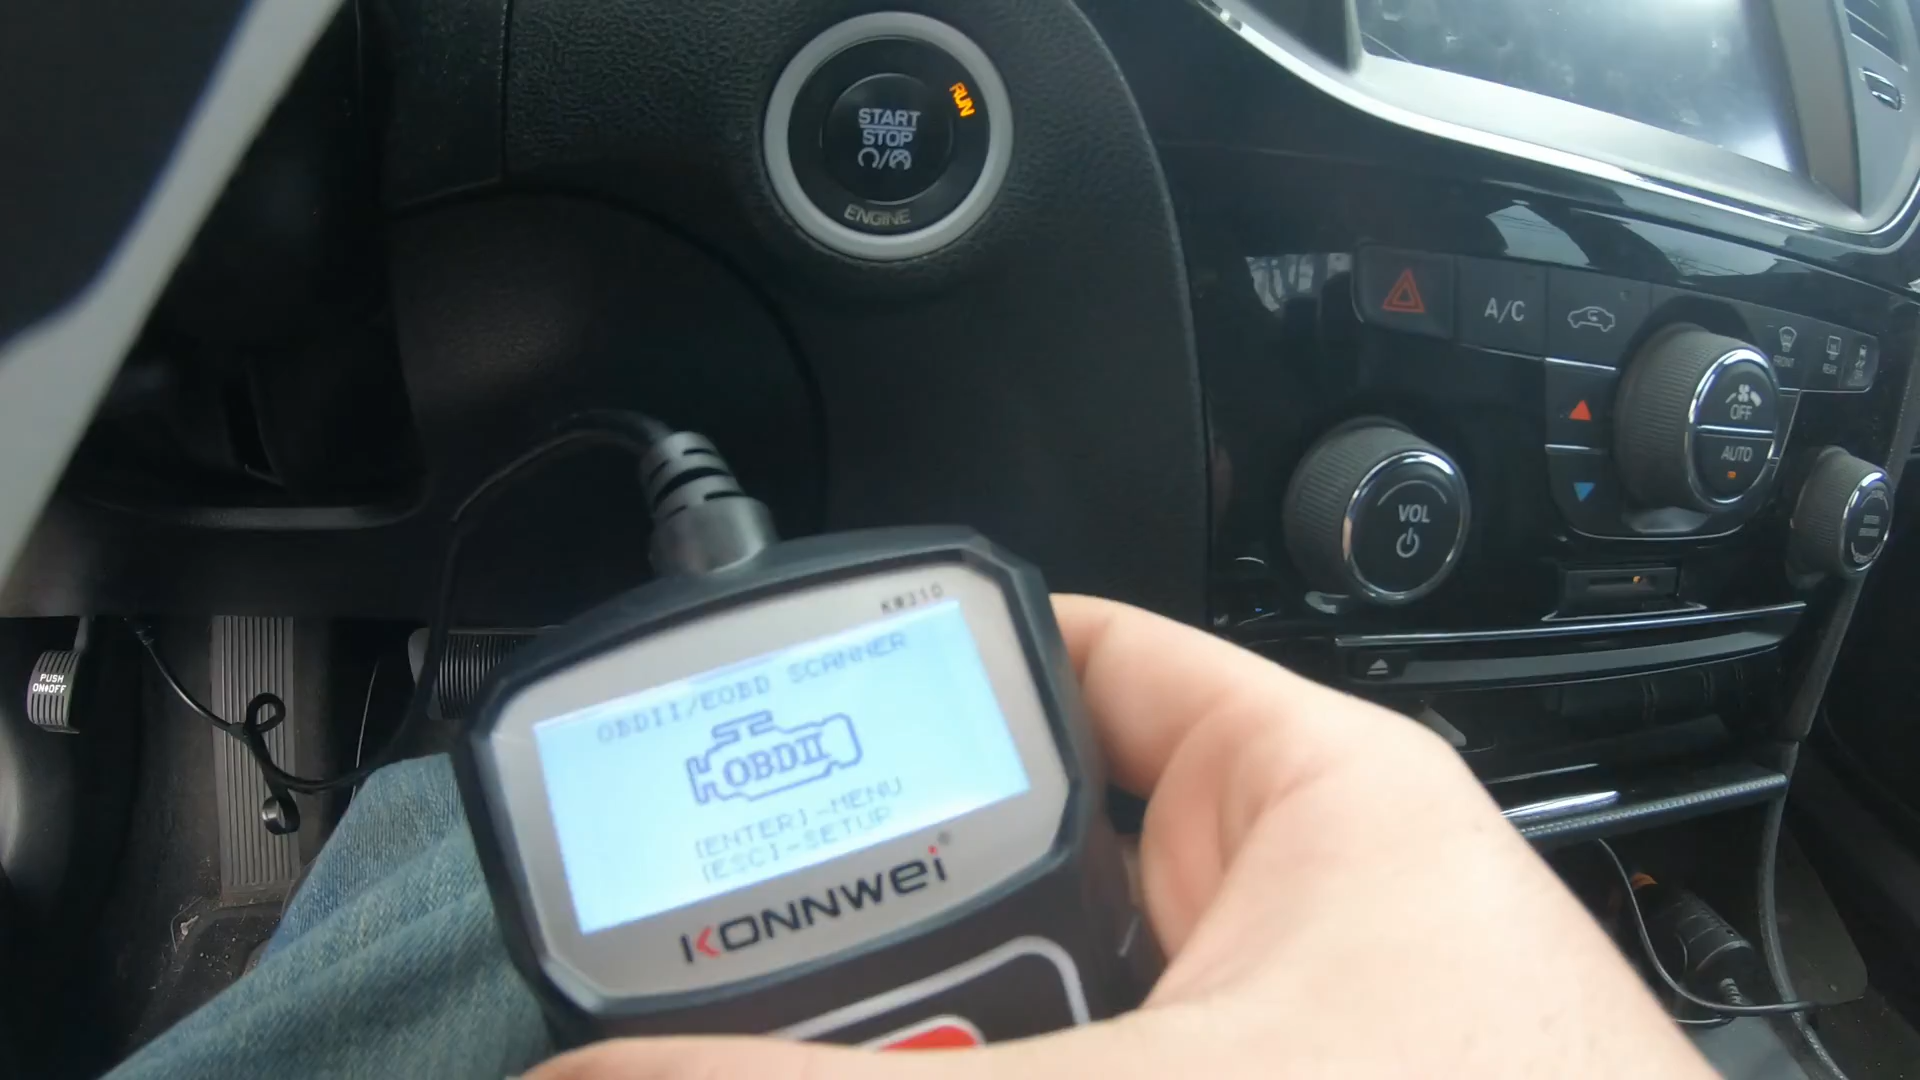 RUN
START
STOP
ENGINE
A/C
FRONT
REAR
OFF
AUTO
VOL
PUSH
ON OFF
KW310
OBDII/EOBD SCANNER
OBDII
[ENTER]-MENU
[ESC]-SETUP
KONNWEI®